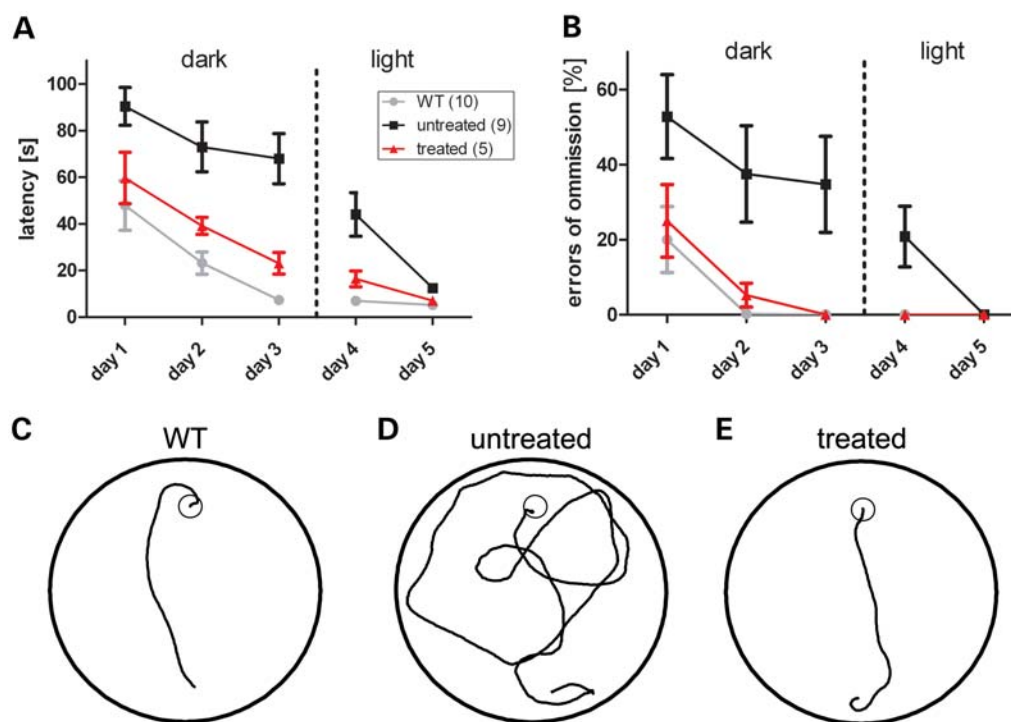 A
dark
light
latency [s]
100
80
60
40
20
0
WT (10)
untreated (9)
treated (5)
day 1
day 2
day 3
day 4
day 5
B
dark
light
errors of ommission [%]
60
40
20
0
day 1
day 2
day 3
day 4
day 5
C
WT
D
untreated
E
treated